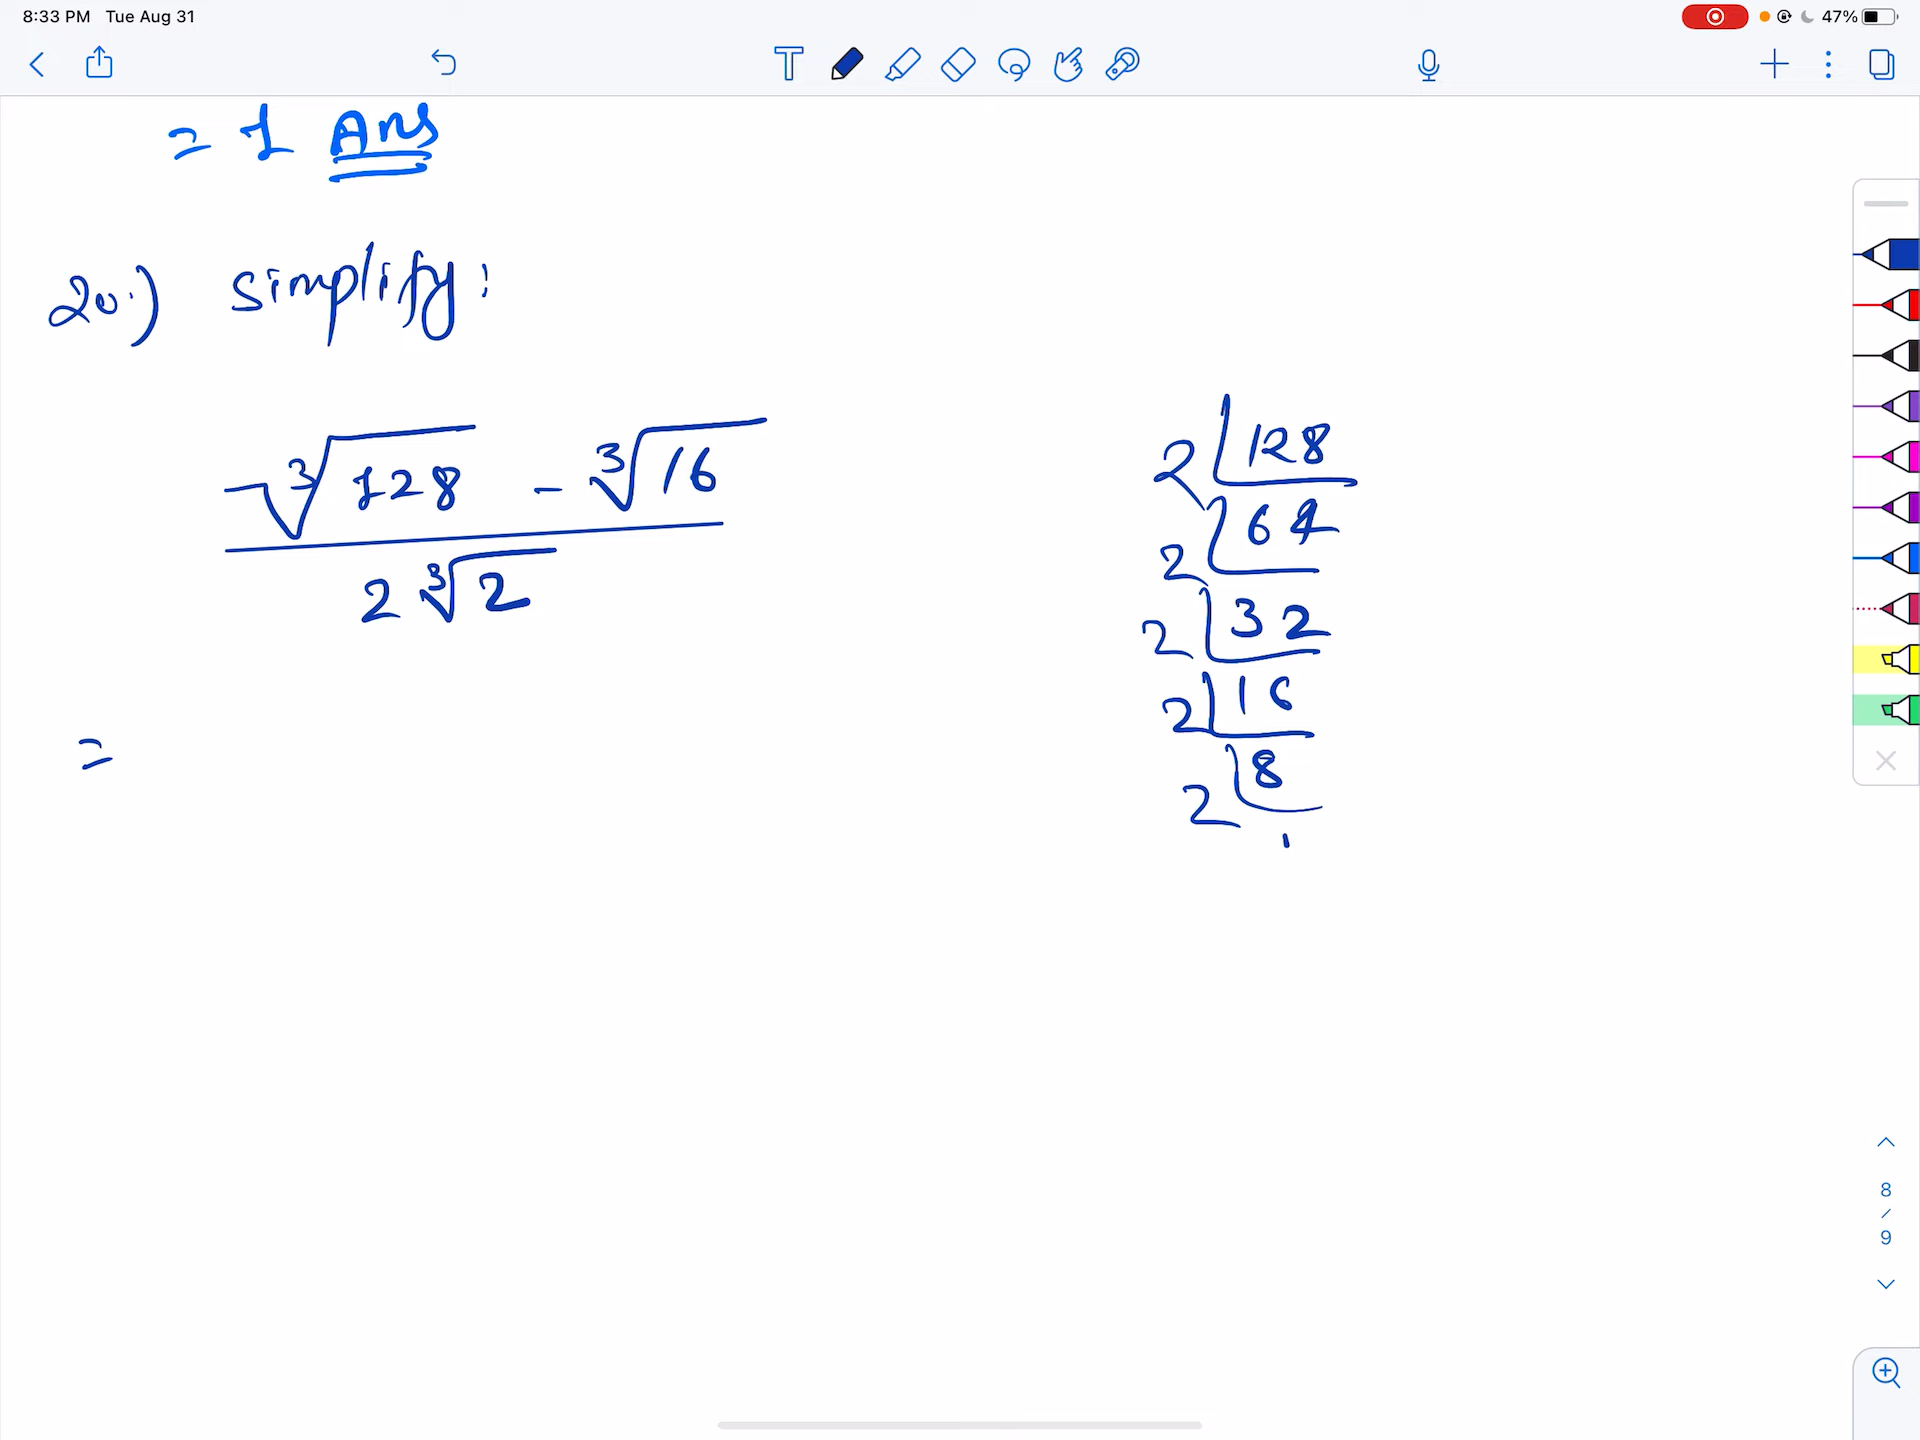 8:33 PM Tue Aug 31
47%
T
= 1 Ans
20.) Simplify:
∛128 - ∛16
2 ∛2
=
2 128
2 64
2 32
2 16
2 8
8
/
9